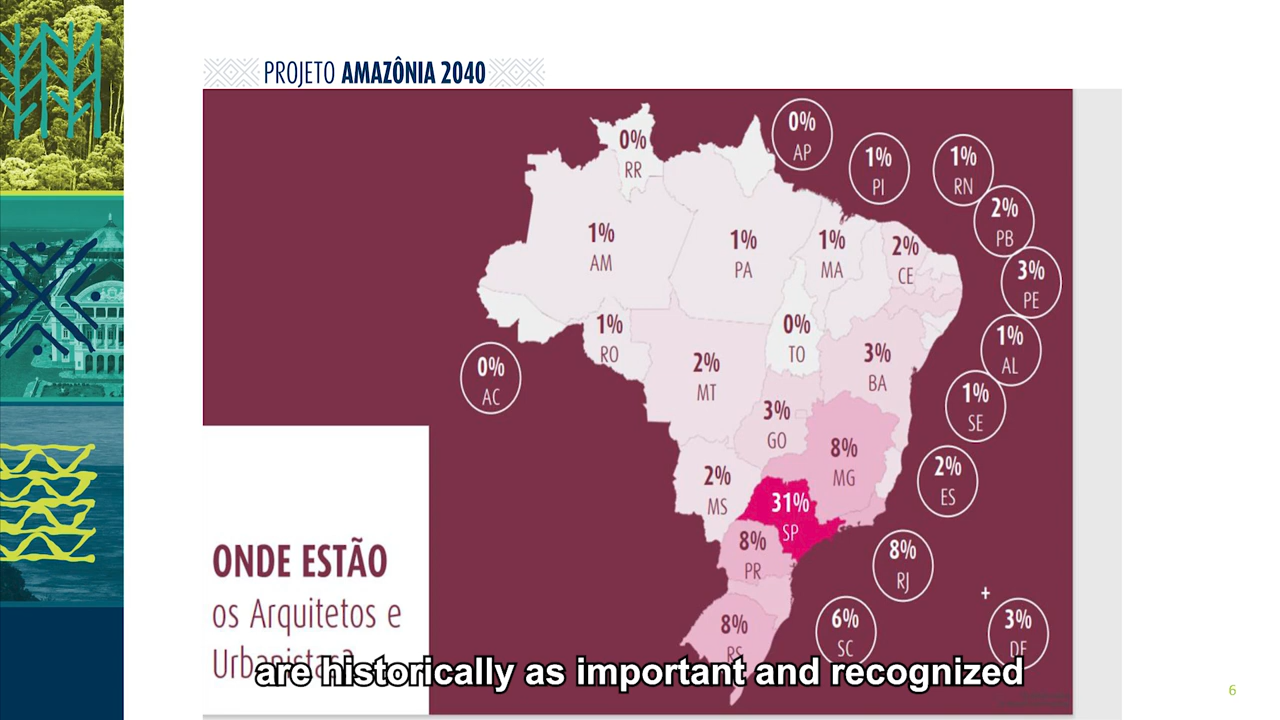 PROJETO AMAZÔNIA 2040
0%
RR
0%
AP
1%
PI
1%
RN
2%
PB
1%
AM
1%
PA
1%
MA
2%
CE
3%
PE
1%
RO
0%
TO
3%
BA
1%
AL
0%
AC
2%
MT
3%
GO
1%
SE
8%
MG
2%
ES
2%
MS
31%
SP
8%
PR
8%
RJ
8%
RS
6%
SC
+
3%
DF
ONDE ESTÃO
os Arquitetos e
Urbanistas?
are historically as important and recognized
6